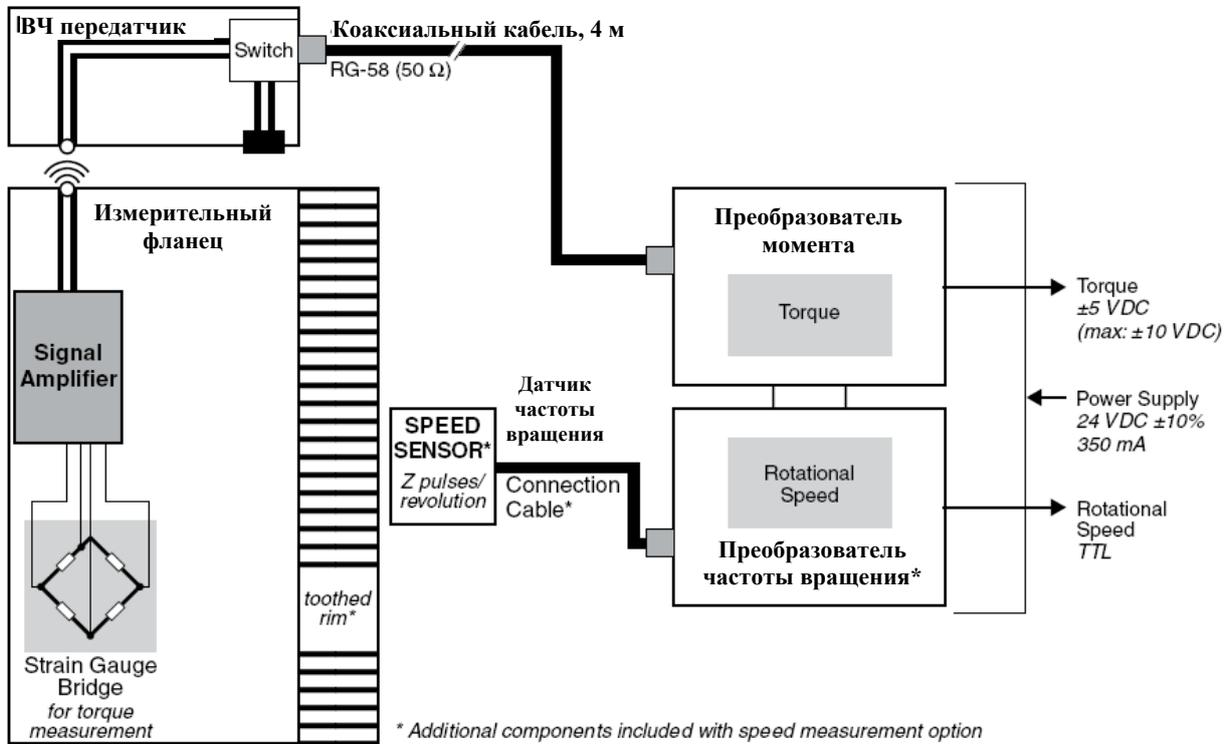 ВЧ передатчик
Switch
Коаксиальный кабель, 4 м
RG-58 (50 Ω)
Измерительный
фланец
Signal
Amplifier
Strain Gauge
Bridge
for torque
measurement
toothed
rim*
SPEED
SENSOR*
Z pulses/
revolution
Датчик
частоты
вращения
Connection
Cable*
Преобразователь
момента
Torque
Rotational
Speed
Преобразователь
частоты вращения*
Torque
±5 VDC
(max: ±10 VDC)
Power Supply
24 VDC ±10%
350 mA
Rotational
Speed
TTL
* Additional components included with speed measurement option